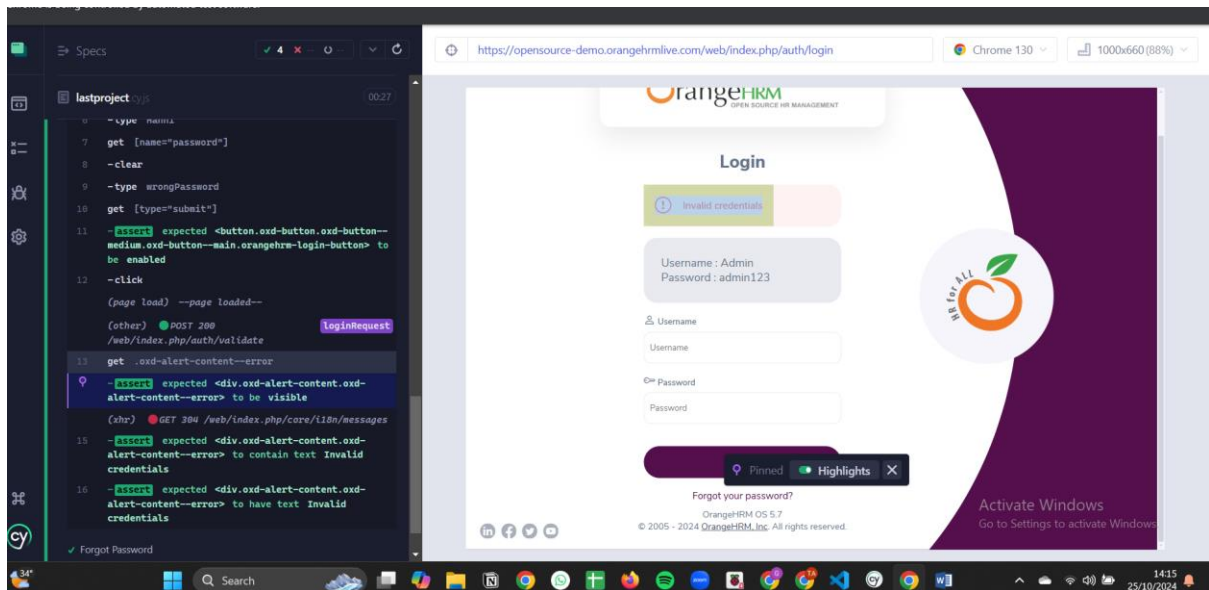 Specs
4 -- --
https://opensource-demo.orangehrmlive.com/web/index.php/auth/login
Chrome 130
1000x660 (88%)
lastproject cy.js
00:27
7 get [name="password"]
8 -clear
9 -type wrongPassword
10 get [type="submit"]
11 -assert expected <button.oxd-button.oxd-button--
medium.oxd-button--main.orangehrm-login-button> to
be enabled
12 -click
(page load) --page loaded--
(other) POST 200
/web/index.php/auth/validate
loginRequest
13 get .oxd-alert-content--error
-assert expected <div.oxd-alert-content.oxd-
alert-content--error> to be visible
(xhr) GET 304 /web/index.php/core/i18n/messages
15 -assert expected <div.oxd-alert-content.oxd-
alert-content--error> to contain text Invalid
credentials
16 -assert expected <div.oxd-alert-content.oxd-
alert-content--error> to have text Invalid
credentials
Forgot Password
cy
OrangeHRM
OPEN SOURCE HR MANAGEMENT
Login
Invalid credentials
Username : Admin
Password : admin123
Username
Username
Password
Password
Pinned Highlights
Forgot your password?
OrangeHRM OS 5.7
© 2005 - 2024 OrangeHRM, Inc. All rights reserved.
HR for ALL
Activate Windows
Go to Settings to activate Windows
34°
Search
14:15
25/10/2024